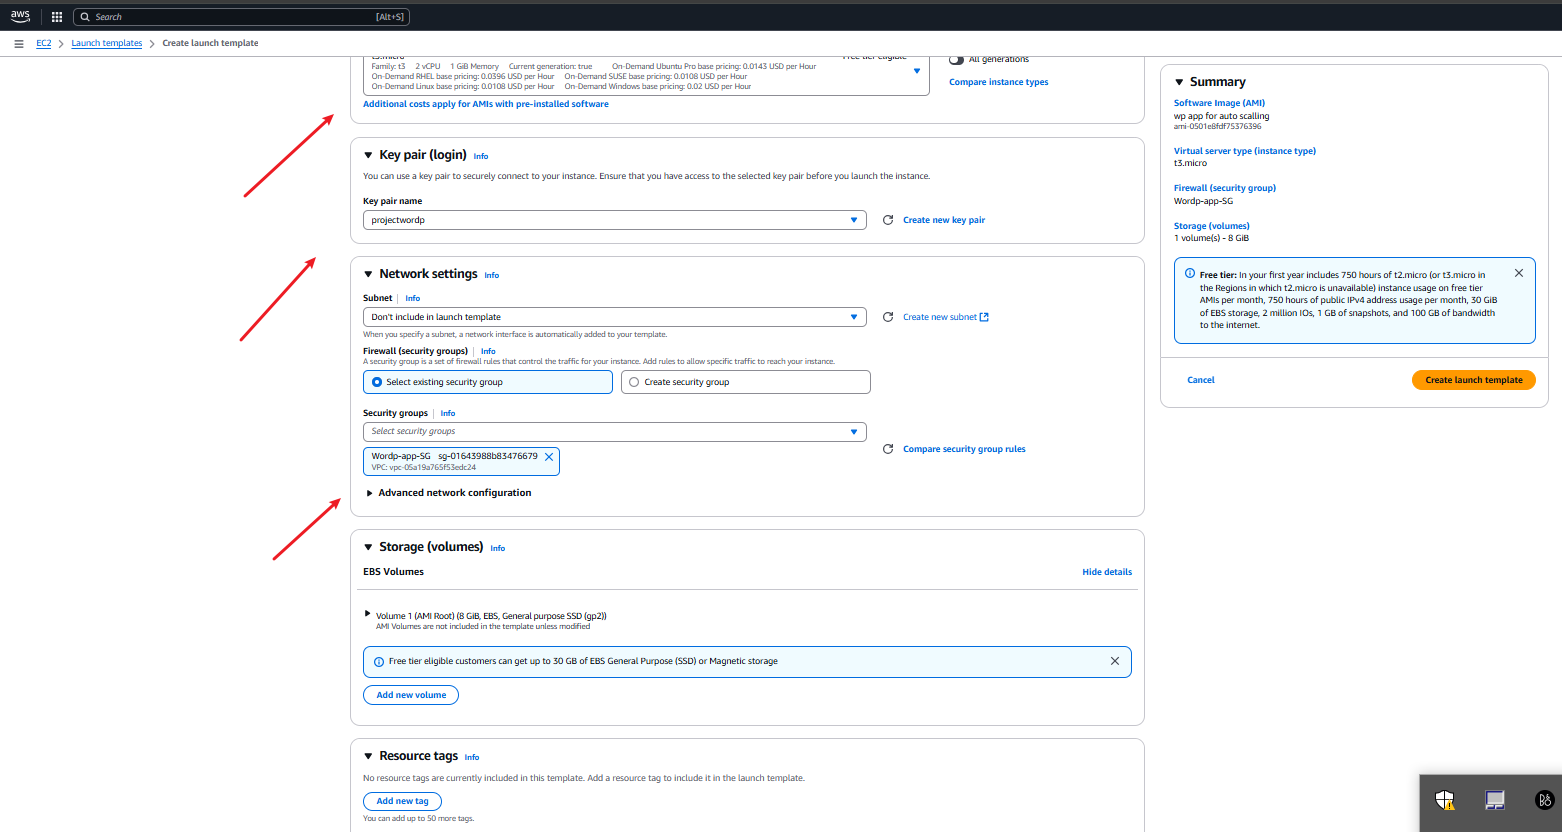 aws
Search
[Alt+S]
EC2
Launch templates
Create launch template
t3.micro
Free tier eligible
Family: t3 2 vCPU 1 GiB Memory Current generation: true On-Demand Ubuntu Pro base pricing: 0.0143 USD per Hour
On-Demand RHEL base pricing: 0.0396 USD per Hour On-Demand SUSE base pricing: 0.0108 USD per Hour
On-Demand Linux base pricing: 0.0108 USD per Hour On-Demand Windows base pricing: 0.02 USD per Hour
All generations
Compare instance types
Additional costs apply for AMIs with pre-installed software
Key pair (login) Info
You can use a key pair to securely connect to your instance. Ensure that you have access to the selected key pair before you launch the instance.
Key pair name
projectwordp
Create new key pair
Network settings Info
Subnet Info
Don't include in launch template
Create new subnet
When you specify a subnet, a network interface is automatically added to your template.
Firewall (security groups) Info
A security group is a set of firewall rules that control the traffic for your instance. Add rules to allow specific traffic to reach your instance.
Select existing security group
Create security group
Security groups Info
Select security groups
Wordp-app-SG sg-01643988b83476679
VPC: vpc-05a19a765f53edc24
Compare security group rules
Advanced network configuration
Storage (volumes) Info
EBS Volumes
Hide details
Volume 1 (AMI Root) (8 GiB, EBS, General purpose SSD (gp2))
AMI Volumes are not included in the template unless modified
Free tier eligible customers can get up to 30 GB of EBS General Purpose (SSD) or Magnetic storage
Add new volume
Resource tags Info
No resource tags are currently included in this template. Add a resource tag to include it in the launch template.
Add new tag
You can add up to 50 more tags.
Summary
Software Image (AMI)
wp app for auto scalling
ami-0501e8fdf75376396
Virtual server type (instance type)
t3.micro
Firewall (security group)
Wordp-app-SG
Storage (volumes)
1 volume(s) - 8 GiB
Free tier: In your first year includes 750 hours of t2.micro (or t3.micro in
the Regions in which t2.micro is unavailable) instance usage on free tier
AMIs per month, 750 hours of public IPv4 address usage per month, 30 GiB
of EBS storage, 2 million IOs, 1 GB of snapshots, and 100 GB of bandwidth
to the internet.
Cancel
Create launch template